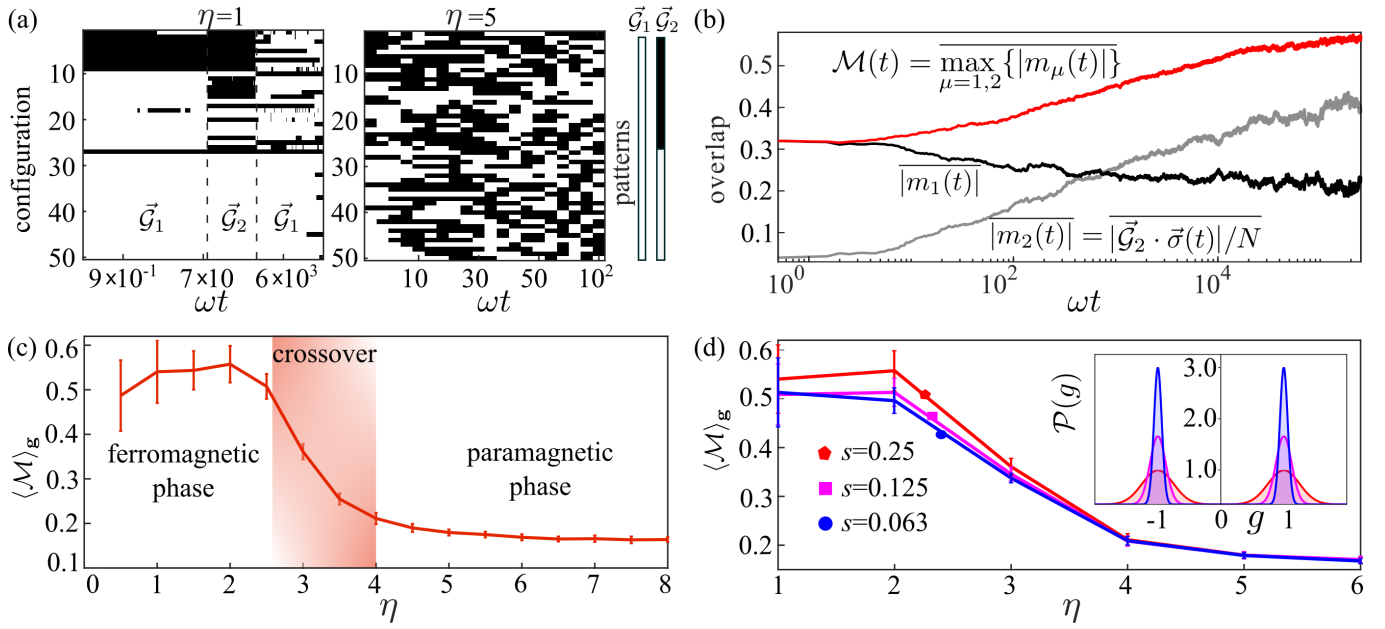 (a)
η=1
η=5
𝒢⃗₁ 𝒢⃗₂
configuration
10
20
30
40
50
𝒢⃗₁
𝒢⃗₂
𝒢⃗₁
9×10⁻¹ 7×10 6×10³
ωt
10
20
30
40
50
10 30 50 10²
ωt
patterns
(b)
overlap
0.5
0.4
0.3
0.2
0.1
ℳ(t) = max{|m_μ(t)|}
μ=1,2
|m₁(t)|
|m₂(t)| = |𝒢⃗₂ · σ⃗(t)|/N
10⁰ 10² 10⁴
ωt
(c)
⟨ℳ⟩_g
0.6
0.5
0.4
0.3
0.2
0.1
crossover
ferromagnetic
phase
paramagnetic
phase
0 1 2 3 4 5 6 7 8
η
(d)
⟨ℳ⟩_g
0.6
0.5
0.4
0.3
0.2
s=0.25
s=0.125
s=0.063
𝒫(g)
3.0
1.0
-1 0 g 1
1 2 3 4 5 6
η